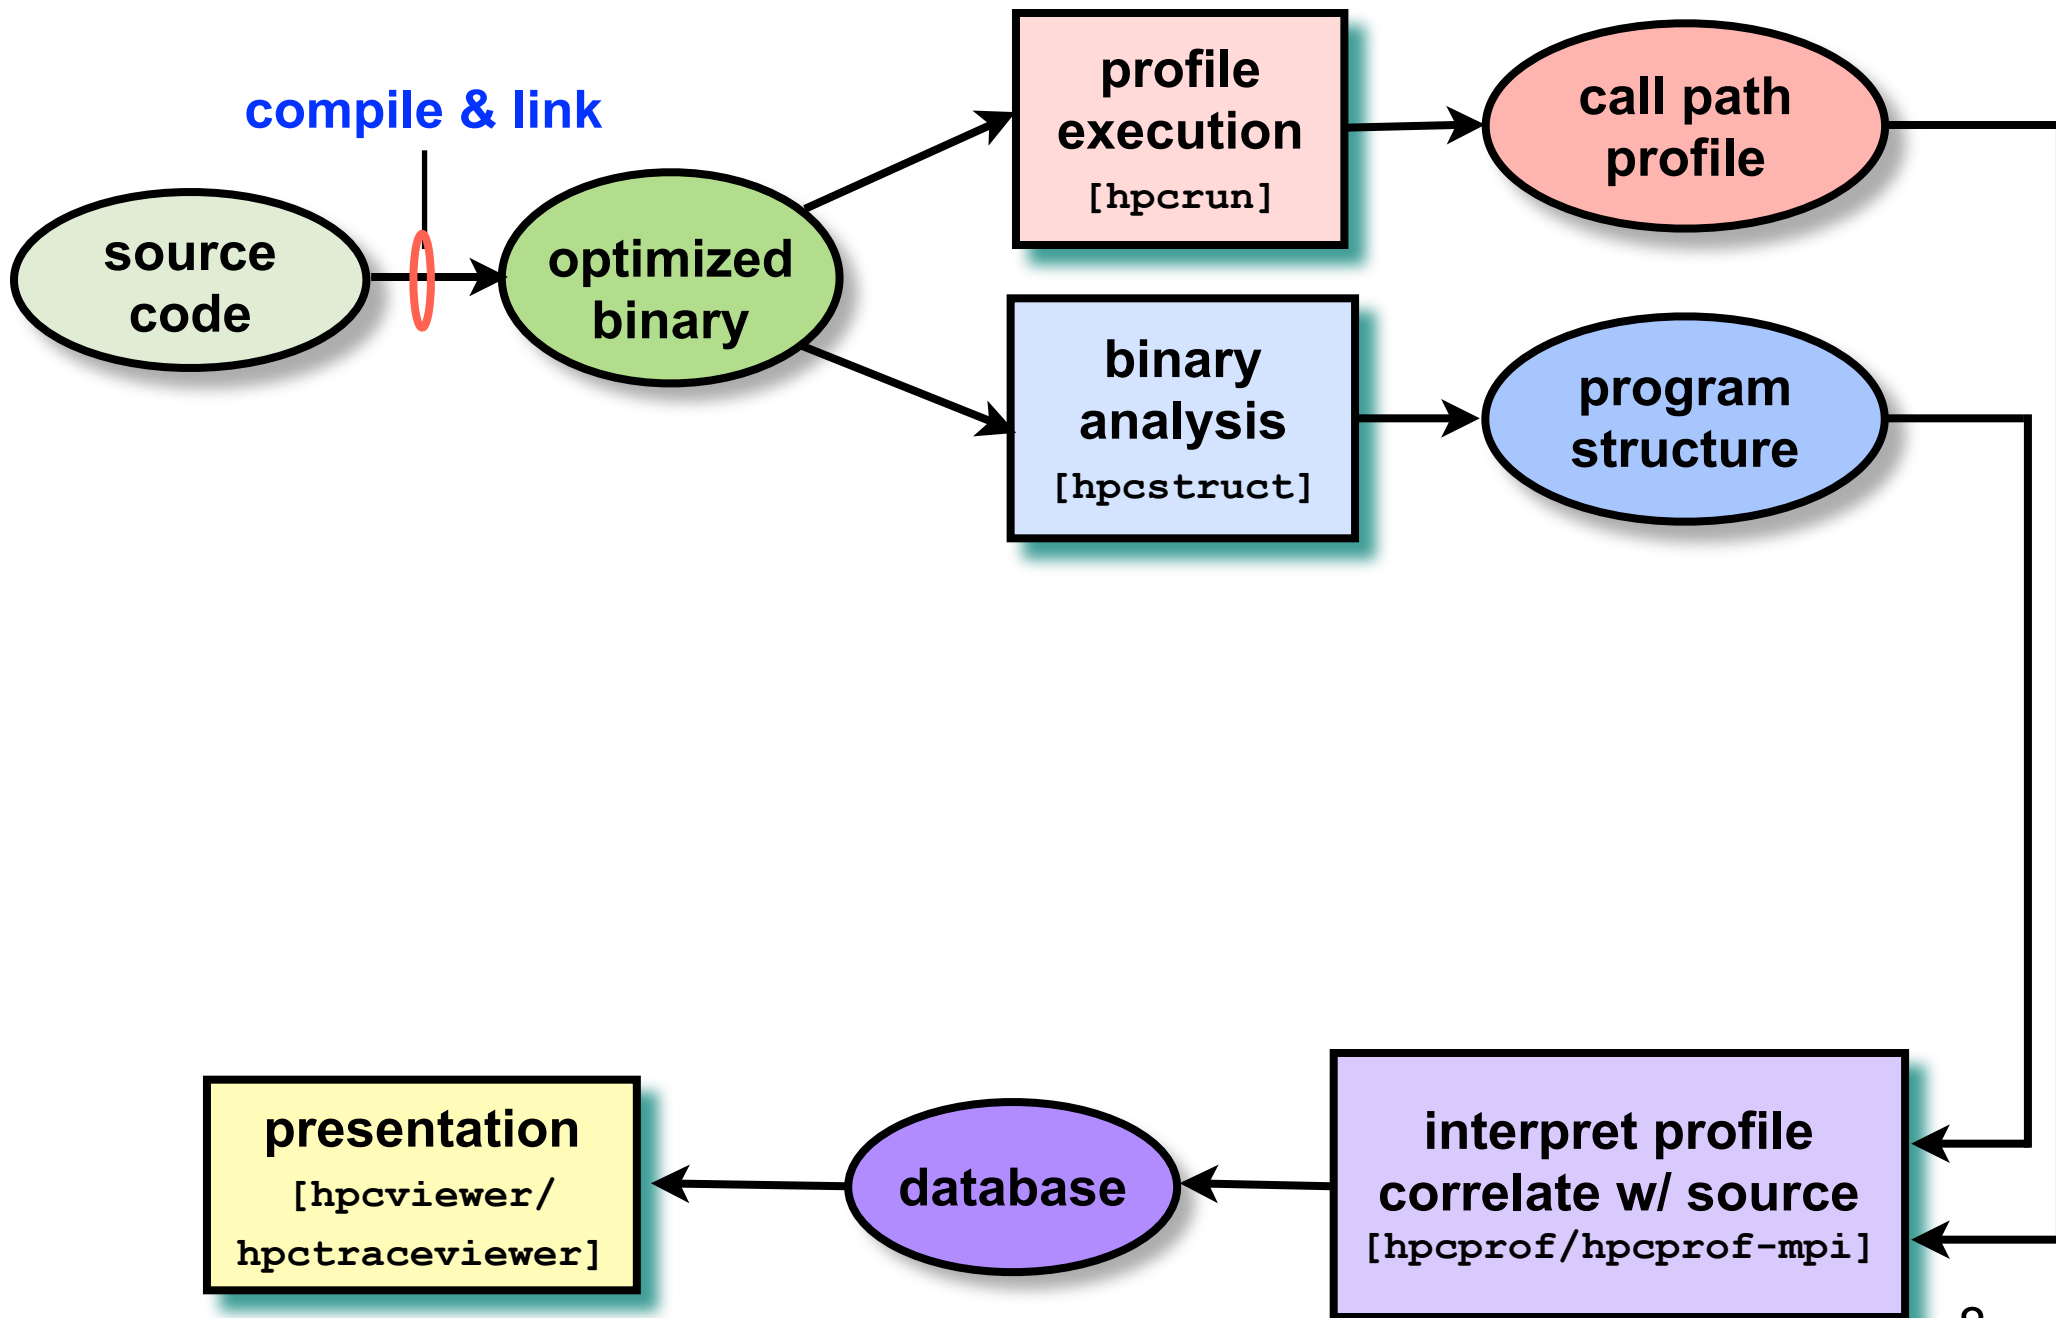 compile & link
source
code
optimized
binary
profile
execution
[hpcrun]
call path
profile
binary
analysis
[hpcstruct]
program
structure
presentation
[hpcviewer/
hpctraceviewer]
database
interpret profile
correlate w/ source
[hpcprof/hpcprof-mpi]